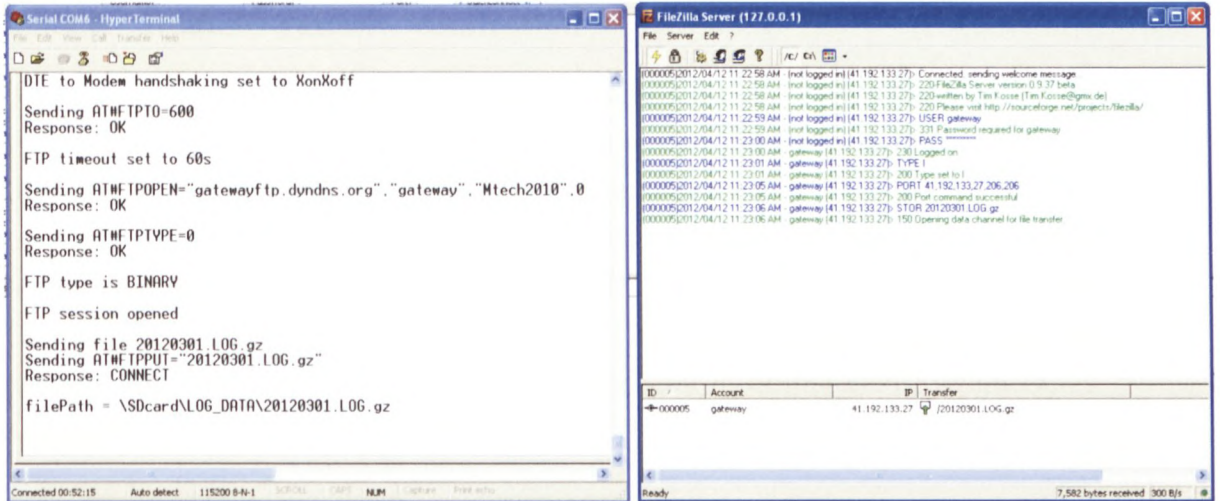 Serial COM6 - HyperTerminal
File Edit View Call Transfer Help
DTE to Modem handshaking set to XonXoff
Sending AT#FTPTO=600
Response: OK
FTP timeout set to 60s
Sending AT#FTPOPEN="gatewayftp.dyndns.org","gateway","Mtech2010",0
Response: OK
Sending AT#FTPTYPE=0
Response: OK
FTP type is BINARY
FTP session opened
Sending file 20120301.LOG.gz
Sending AT#FTPPUT="20120301.LOG.gz"
Response: CONNECT
filePath = \SDcard\LOG_DATA\20120301.LOG.gz
Connected 00:52:15 Auto detect 115200 8-N-1 SCROLL CAPS NUM Capture Print echo
FileZilla Server (127.0.0.1)
File Server Edit ?
/C/ C:\
(000005)2012/04/12 11:22:58 AM - (not logged in) (41.192.133.27)> Connected, sending welcome message...
(000005)2012/04/12 11:22:58 AM - (not logged in) (41.192.133.27)> 220-FileZilla Server version 0.9.37 beta
(000005)2012/04/12 11:22:58 AM - (not logged in) (41.192.133.27)> 220-written by Tim Kosse (Tim.Kosse@gmx.de)
(000005)2012/04/12 11:22:58 AM - (not logged in) (41.192.133.27)> 220 Please visit http://sourceforge.net/projects/filezilla/
(000005)2012/04/12 11:22:59 AM - (not logged in) (41.192.133.27)> USER gateway
(000005)2012/04/12 11:22:59 AM - (not logged in) (41.192.133.27)> 331 Password required for gateway
(000005)2012/04/12 11:23:00 AM - (not logged in) (41.192.133.27)> PASS *********
(000005)2012/04/12 11:23:00 AM - gateway (41.192.133.27)> 230 Logged on
(000005)2012/04/12 11:23:01 AM - gateway (41.192.133.27)> TYPE I
(000005)2012/04/12 11:23:01 AM - gateway (41.192.133.27)> 200 Type set to I
(000005)2012/04/12 11:23:05 AM - gateway (41.192.133.27)> PORT 41,192,133,27,206,206
(000005)2012/04/12 11:23:05 AM - gateway (41.192.133.27)> 200 Port command successful
(000005)2012/04/12 11:23:06 AM - gateway (41.192.133.27)> STOR 20120301.LOG.gz
(000005)2012/04/12 11:23:06 AM - gateway (41.192.133.27)> 150 Opening data channel for file transfer.
ID / Account IP Transfer
000005 gateway 41.192.133.27 /20120301.LOG.gz
Ready 7,582 bytes received 300 B/s